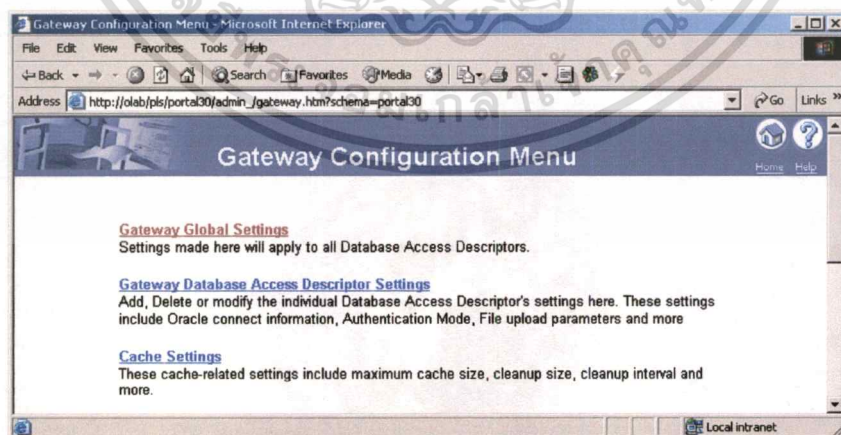 Gateway Configuration Menu - Microsoft Internet Explorer
File Edit View Favorites Tools Help
Back Search Favorites Media
Address http://olab/pls/portal30/admin_/gateway.htm?schema=portal30 Go Links »
Gateway Configuration Menu
Home Help
Gateway Global Settings
Settings made here will apply to all Database Access Descriptors.
Gateway Database Access Descriptor Settings
Add, Delete or modify the individual Database Access Descriptor's settings here. These settings
include Oracle connect information, Authentication Mode, File upload parameters and more
Cache Settings
These cache-related settings include maximum cache size, cleanup size, cleanup interval and
more.
Local intranet